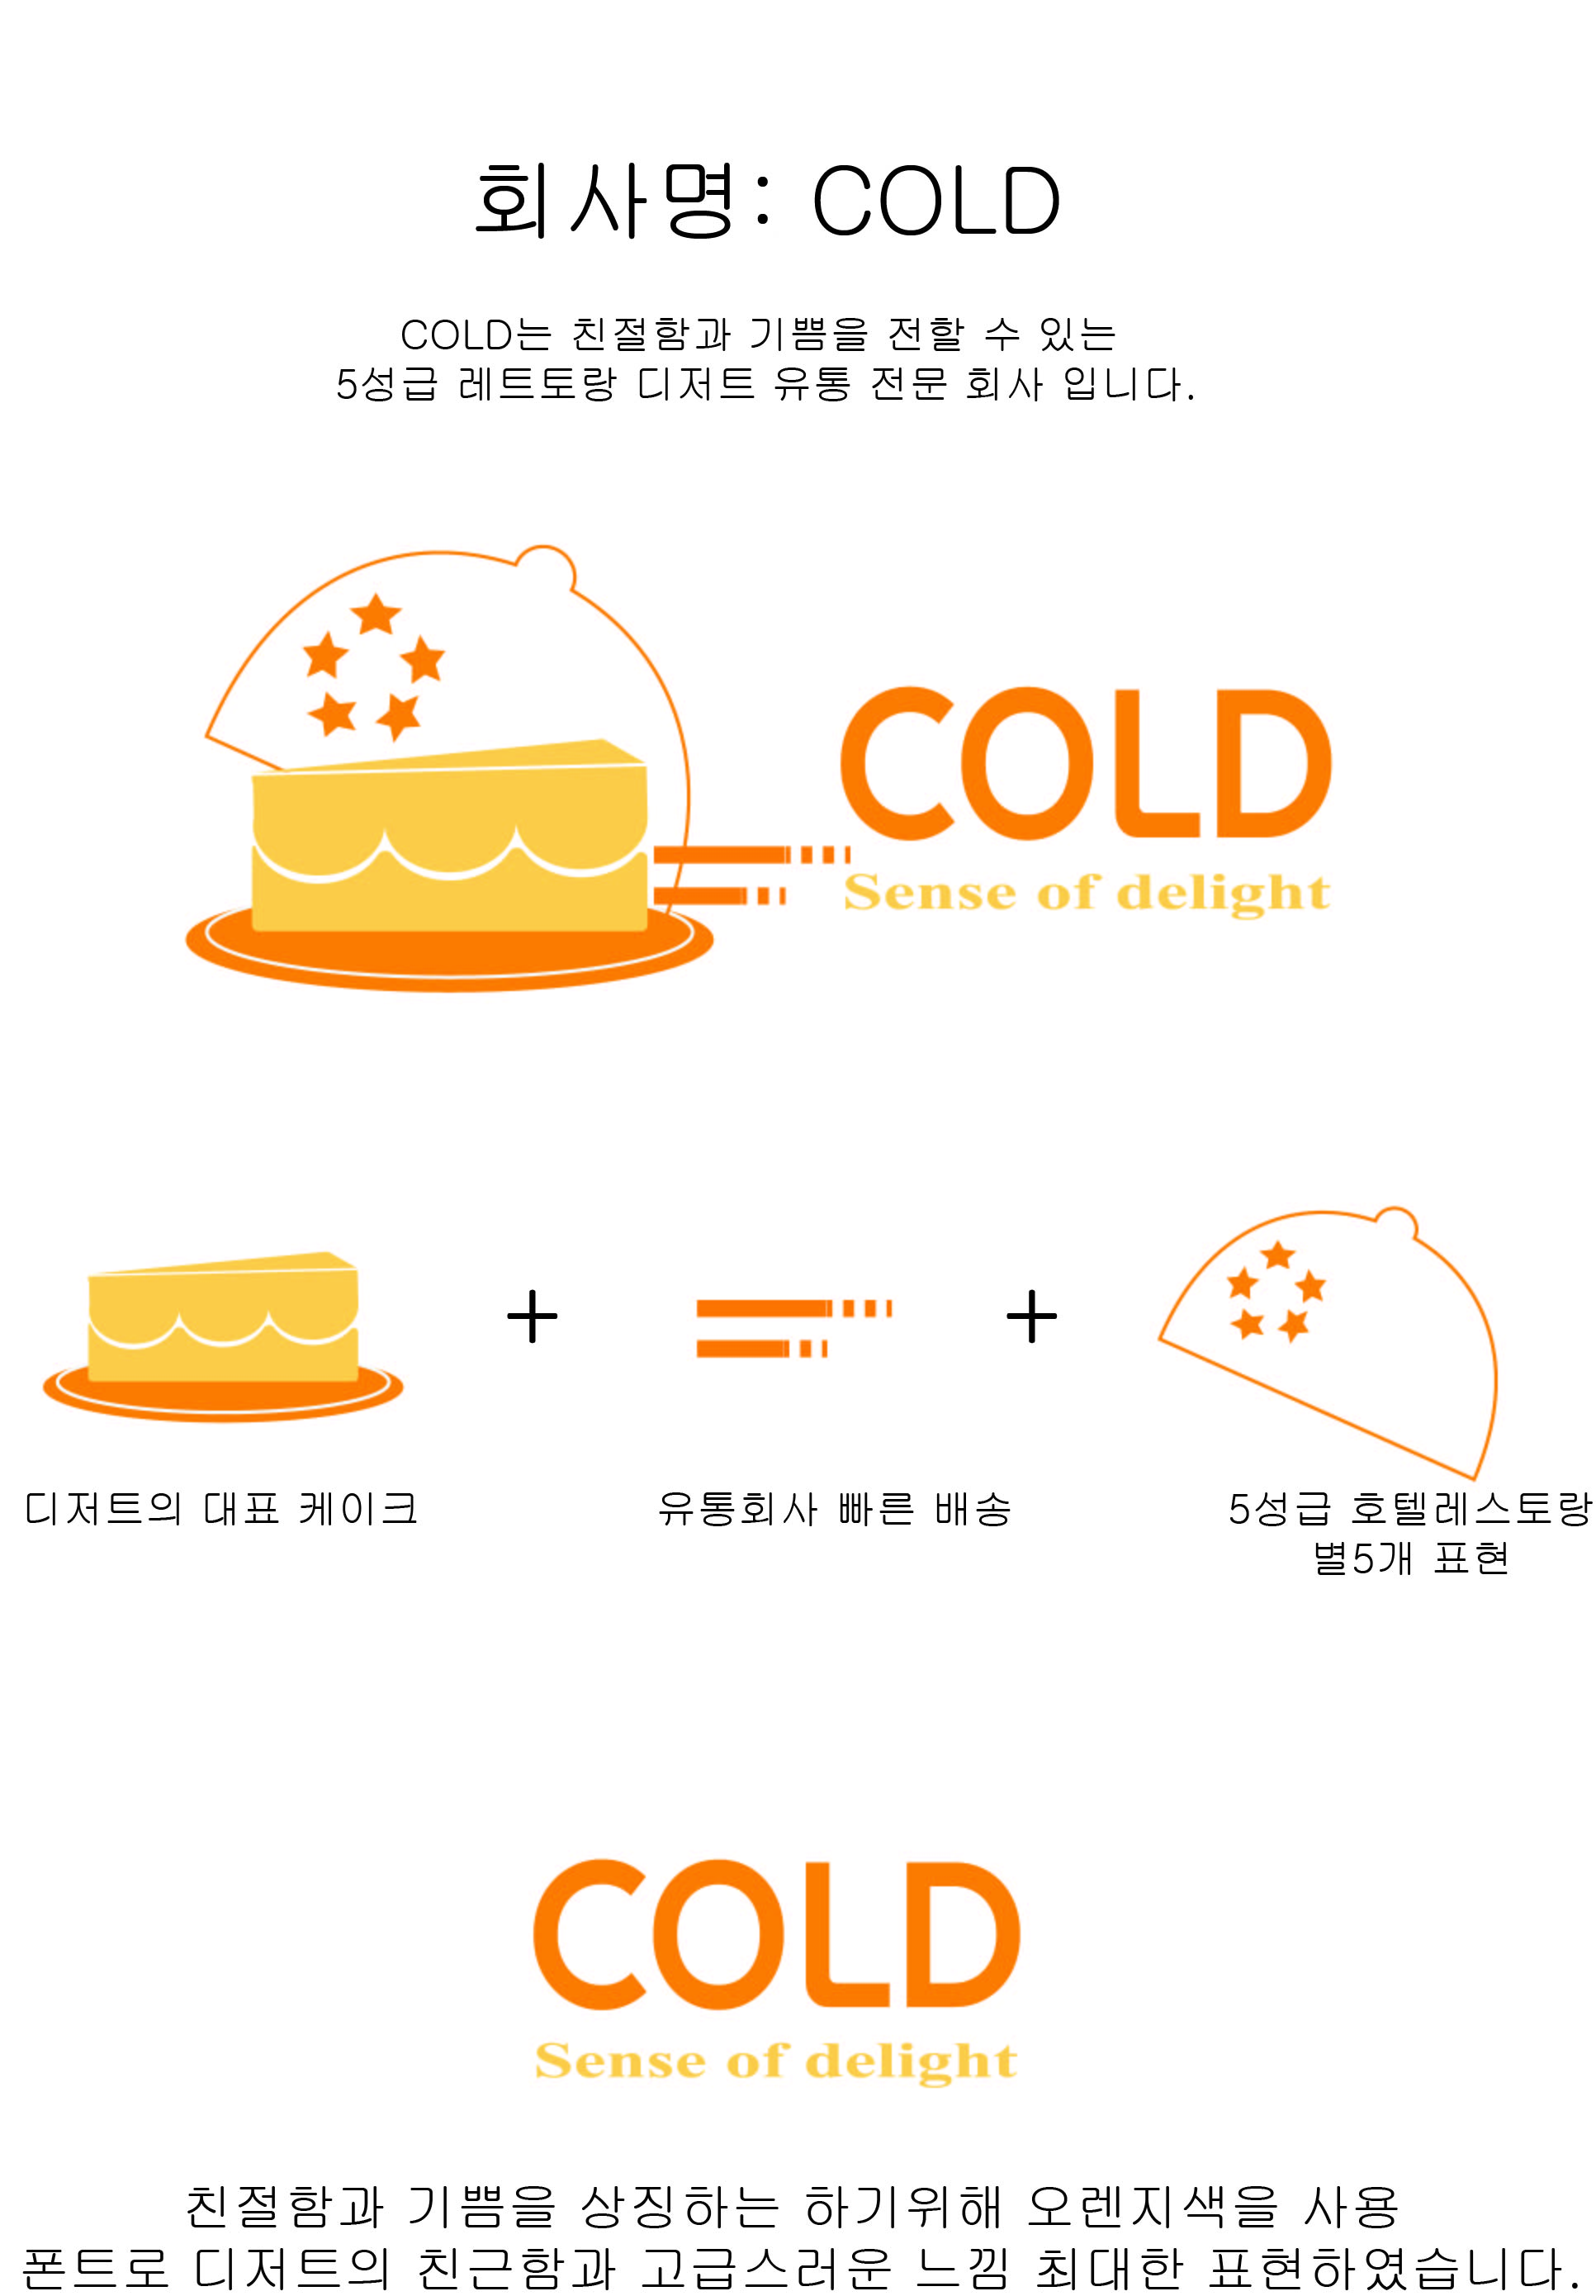 회사명: COLD
COLD는 친절함과 기쁨을 전할 수 있는
5성급 레트토랑 디저트 유통 전문 회사 입니다.
COLD
Sense of delight
+
+
디저트의 대표 케이크
유통회사 빠른 배송
5성급 호텔레스토랑
별5개 표현
COLD
Sense of delight
친절함과 기쁨을 상징하는 하기위해 오렌지색을 사용
폰트로 디저트의 친근함과 고급스러운 느낌 최대한 표현하였습니다.